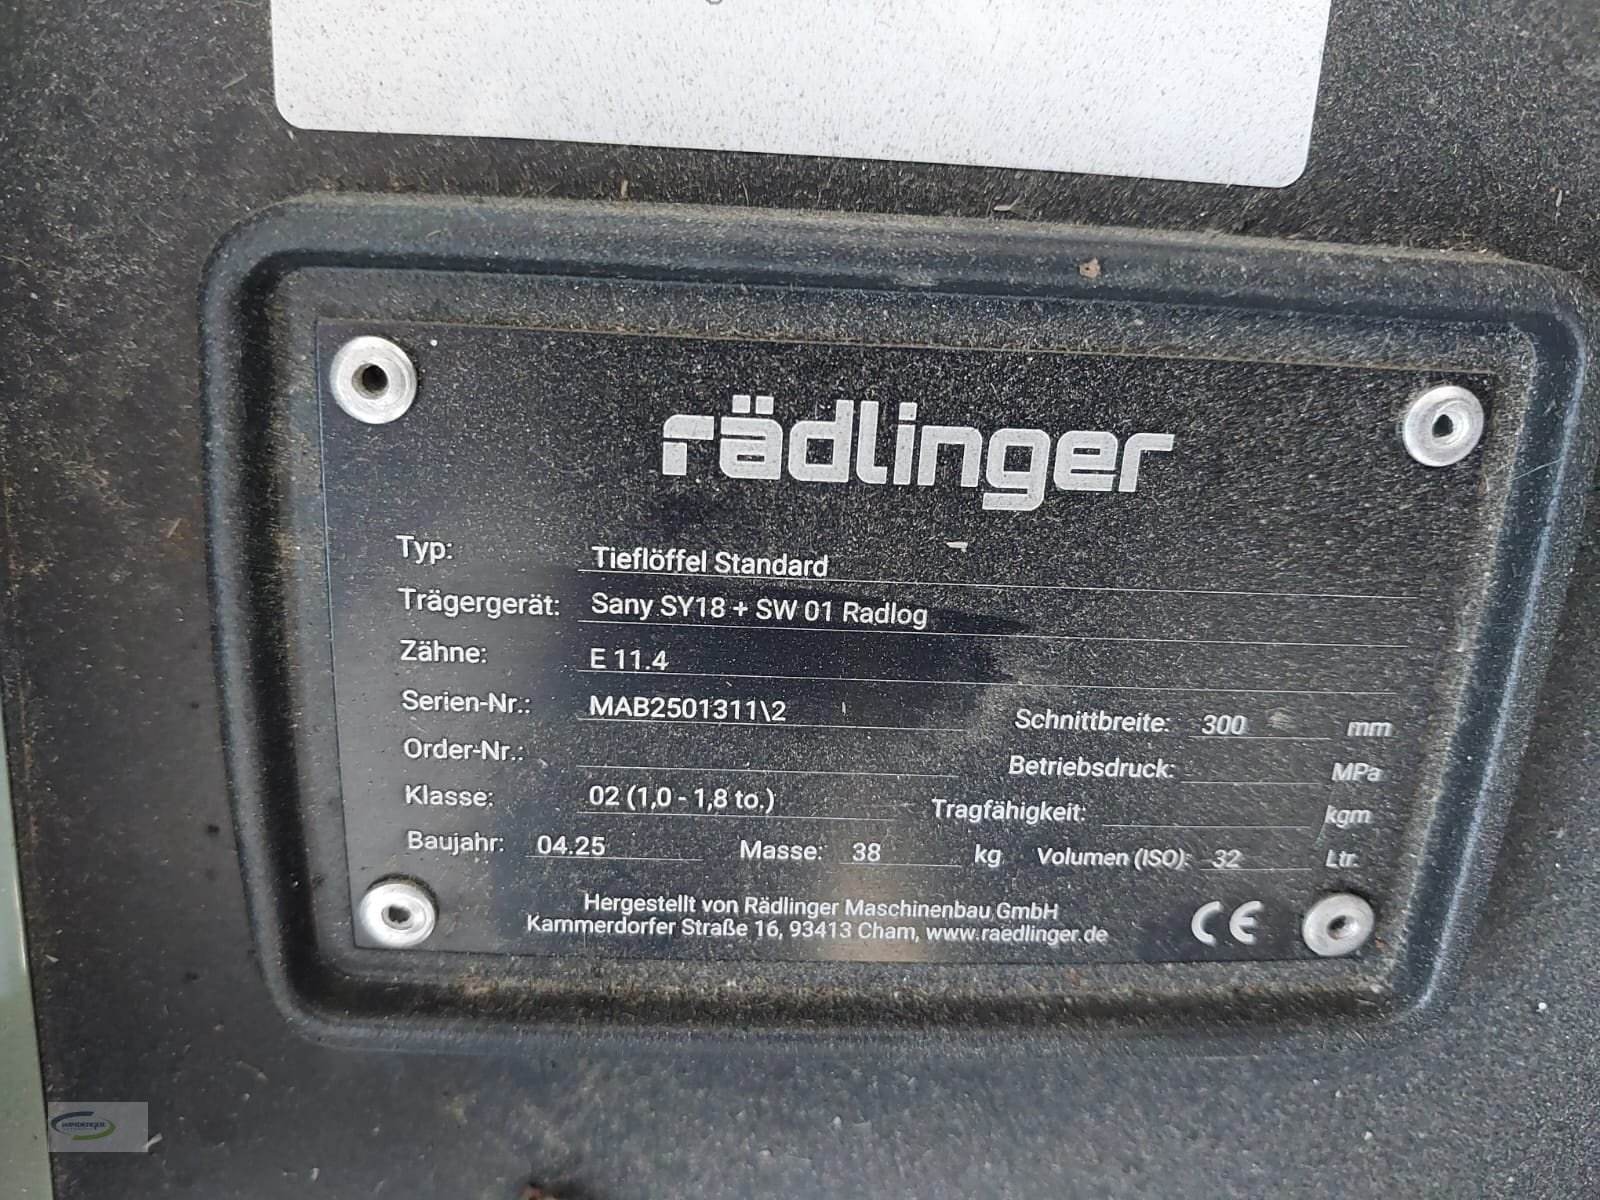 rädlinger
Typ: Tieflöffel Standard
Trägergerät: Sany SY18 + SW 01 Radlog
Zähne: E 11.4
Serien-Nr.: MAB2501311\2 Schnittbreite: 300 mm
Order-Nr.: Betriebsdruck: MPa
Klasse: 02 (1,0 - 1,8 to.) Tragfähigkeit: kgm
Baujahr: 04.25 Masse: 38 kg Volumen (ISO): 32 Ltr.
Hergestellt von Rädlinger Maschinenbau GmbH
Kammerdorfer Straße 16, 93413 Cham, www.raedlinger.de
CE
WIMBERGER